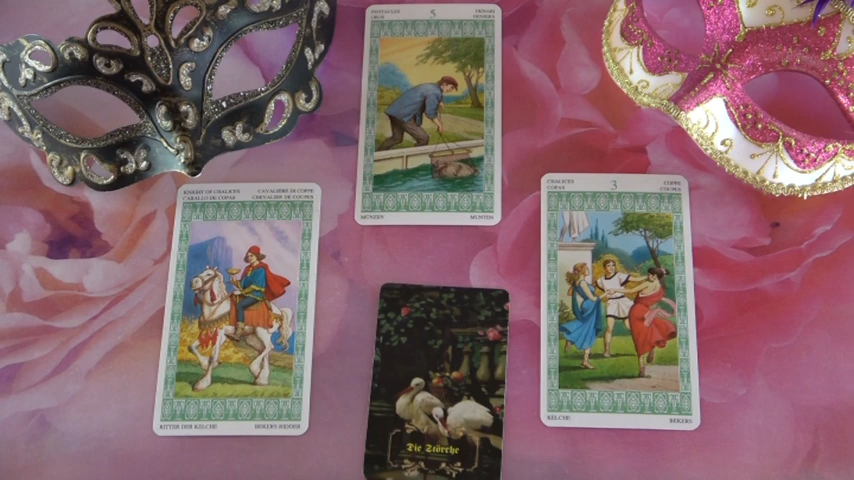 PENTACLES 5 DENARI
OROS DENIERS
MÜNZEN MUNTEN
KNIGHT OF CHALICES CAVALIERE DI COPPE
CABALLO DE COPAS CHEVALIER DE COUPES
RITTER DER KELCHE BEKERS RIDDER
CHALICES 3 COPPE
COPAS COUPES
KELCHE BEKERS
Die Störche